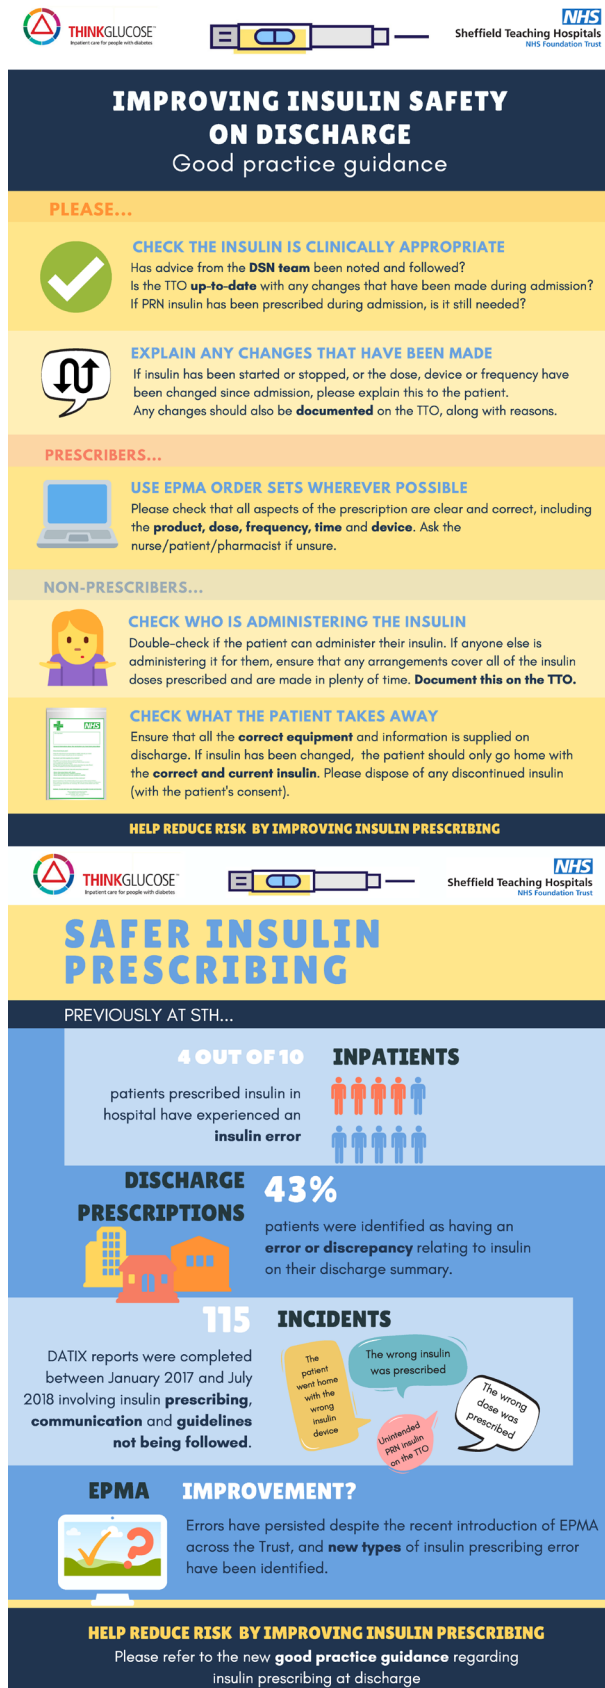 THINKGLUCOSE™
Inpatient care for people with diabetes
NHS
Sheffield Teaching Hospitals
NHS Foundation Trust
IMPROVING INSULIN SAFETY
ON DISCHARGE
Good practice guidance
PLEASE...
CHECK THE INSULIN IS CLINICALLY APPROPRIATE
Has advice from the DSN team been noted and followed?
Is the TTO up-to-date with any changes that have been made during admission?
If PRN insulin has been prescribed during admission, is it still needed?
EXPLAIN ANY CHANGES THAT HAVE BEEN MADE
If insulin has been started or stopped, or the dose, device or frequency have
been changed since admission, please explain this to the patient.
Any changes should also be documented on the TTO, along with reasons.
PRESCRIBERS...
USE EPMA ORDER SETS WHEREVER POSSIBLE
Please check that all aspects of the prescription are clear and correct, including
the product, dose, frequency, time and device. Ask the
nurse/patient/pharmacist if unsure.
NON-PRESCRIBERS...
CHECK WHO IS ADMINISTERING THE INSULIN
Double-check if the patient can administer their insulin. If anyone else is
administering it for them, ensure that any arrangements cover all of the insulin
doses prescribed and are made in plenty of time. Document this on the TTO.
NHS
CHECK WHAT THE PATIENT TAKES AWAY
Ensure that all the correct equipment and information is supplied on
discharge. If insulin has been changed, the patient should only go home with
the correct and current insulin. Please dispose of any discontinued insulin
(with the patient's consent).
HELP REDUCE RISK BY IMPROVING INSULIN PRESCRIBING
THINKGLUCOSE™
Inpatient care for people with diabetes
NHS
Sheffield Teaching Hospitals
NHS Foundation Trust
SAFER INSULIN
PRESCRIBING
PREVIOUSLY AT STH...
4 OUT OF 10 INPATIENTS
patients prescribed insulin in
hospital have experienced an
insulin error
DISCHARGE
PRESCRIPTIONS
43%
patients were identified as having an
error or discrepancy relating to insulin
on their discharge summary.
115 INCIDENTS
DATIX reports were completed
between January 2017 and July
2018 involving insulin prescribing,
communication and guidelines
not being followed.
The
patient
went home
with the
wrong
insulin
device
The wrong insulin
was prescribed
Unintended
PRN insulin
on the TTO
The wrong
dose was
prescribed
EPMA IMPROVEMENT?
Errors have persisted despite the recent introduction of EPMA
across the Trust, and new types of insulin prescribing error
have been identified.
HELP REDUCE RISK BY IMPROVING INSULIN PRESCRIBING
Please refer to the new good practice guidance regarding
insulin prescribing at discharge